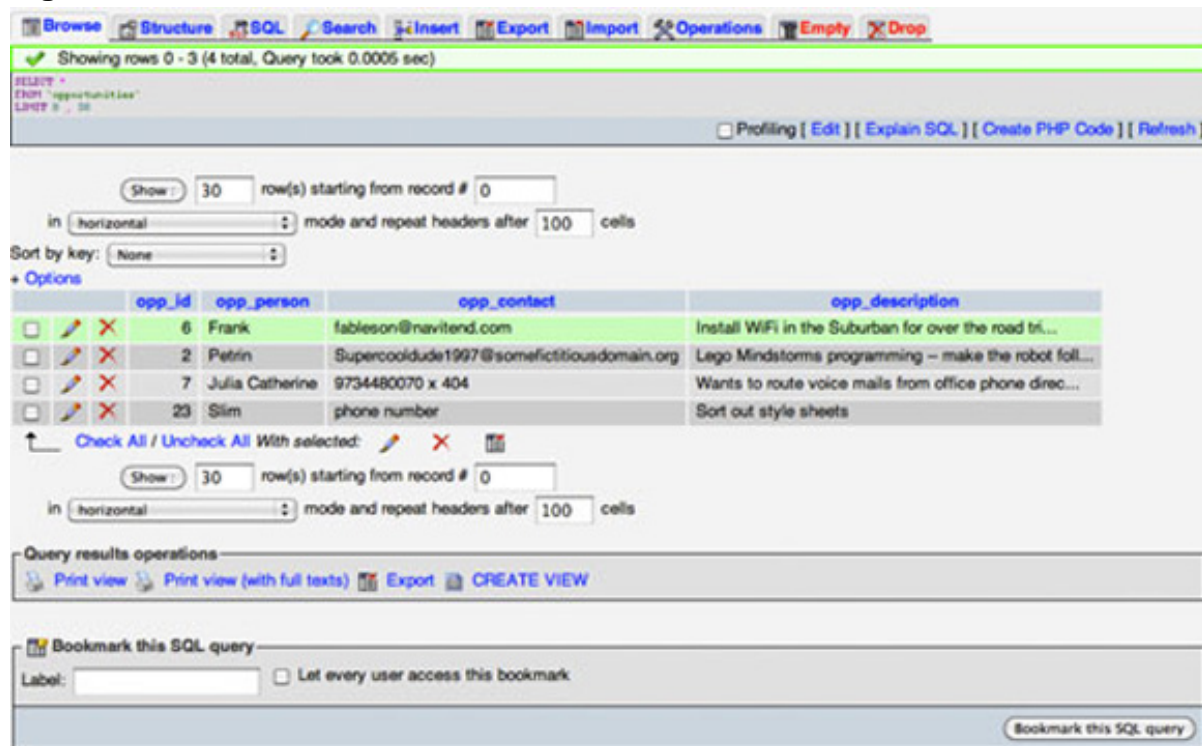 Browse Structure SQL Search Insert Export Import Operations Empty Drop
Showing rows 0 - 3 (4 total, Query took 0.0005 sec)
SELECT *
FROM `opportunities`
LIMIT 0 , 30
Profiling [ Edit ] [ Explain SQL ] [ Create PHP Code ] [ Refresh ]
Show : 30 row(s) starting from record # 0
in horizontal mode and repeat headers after 100 cells
Sort by key: None
+ Options
opp_id opp_person opp_contact opp_description
6 Frank fableson@navitend.com Install WiFi in the Suburban for over the road tri...
2 Petrin Supercooldude1997@somefictitiousdomain.org Lego Mindstorms programming -- make the robot foll...
7 Julia Catherine 9734480070 x 404 Wants to route voice mails from office phone direc...
23 Slim phone number Sort out style sheets
Check All / Uncheck All With selected:
Show : 30 row(s) starting from record # 0
in horizontal mode and repeat headers after 100 cells
Query results operations
Print view Print view (with full texts) Export CREATE VIEW
Bookmark this SQL query
Label: Let every user access this bookmark
Bookmark this SQL query